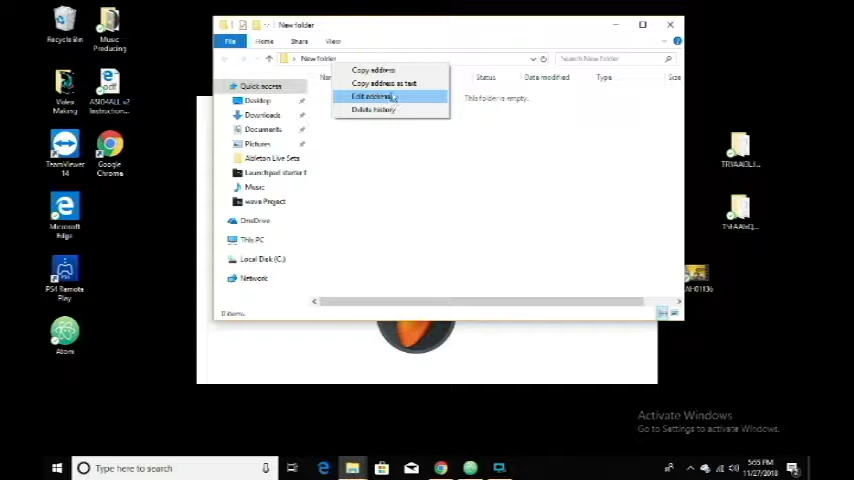 New folder
File
Home
Share
View
New folder
Search New Folder
Copy address
Copy address as text
Edit address
Delete history
Status
Date modified
Type
Size
This folder is empty.
Quick access
Desktop
Downloads
Documents
Pictures
Ableton Live Sets
Launchpad starter
Music
wave Project
OneDrive
This PC
Local Disk (C:)
Network
0 items
Recycle Bin
Music
Producing
Video
Making
ASIO4ALL v2
Instruction...
TeamViewer
14
Google
Chrome
Microsoft
Edge
PS4 Remote
Play
Atom
Activate Windows
Go to Settings to activate Windows.
Type here to search
5:55 PM
11/27/2018